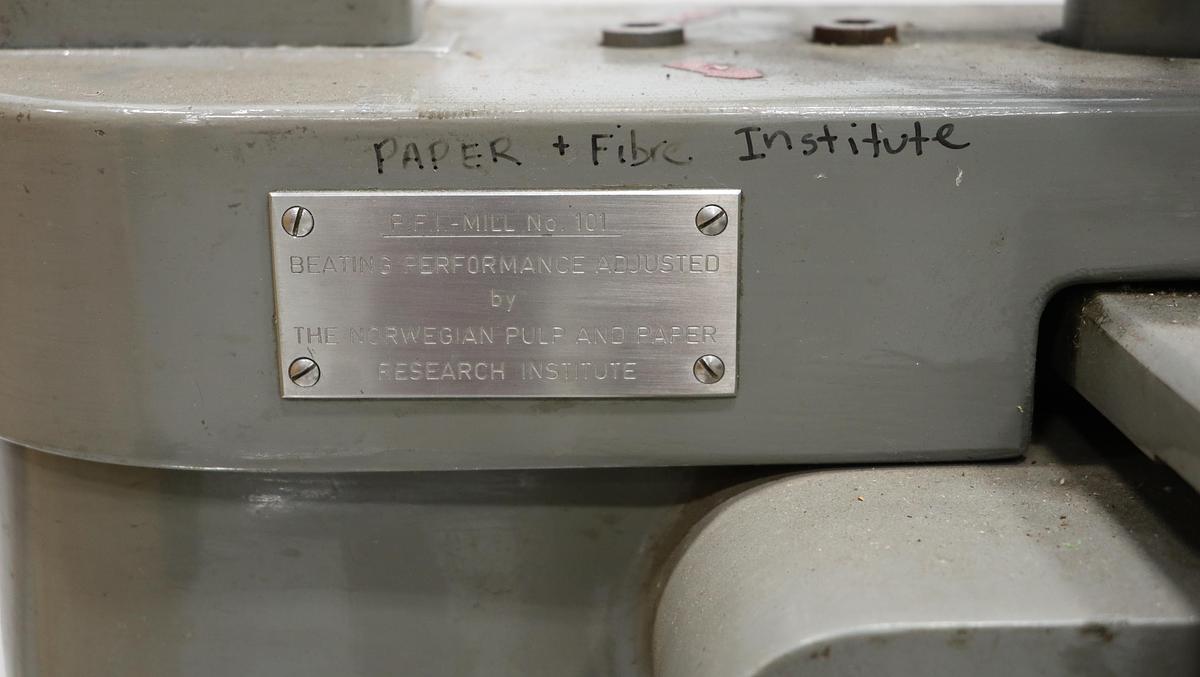 PAPER + Fibre Institute
P.F.I.-MILL No. 101
BEATING PERFORMANCE ADJUSTED
by
THE NORWEGIAN PULP AND PAPER
RESEARCH INSTITUTE